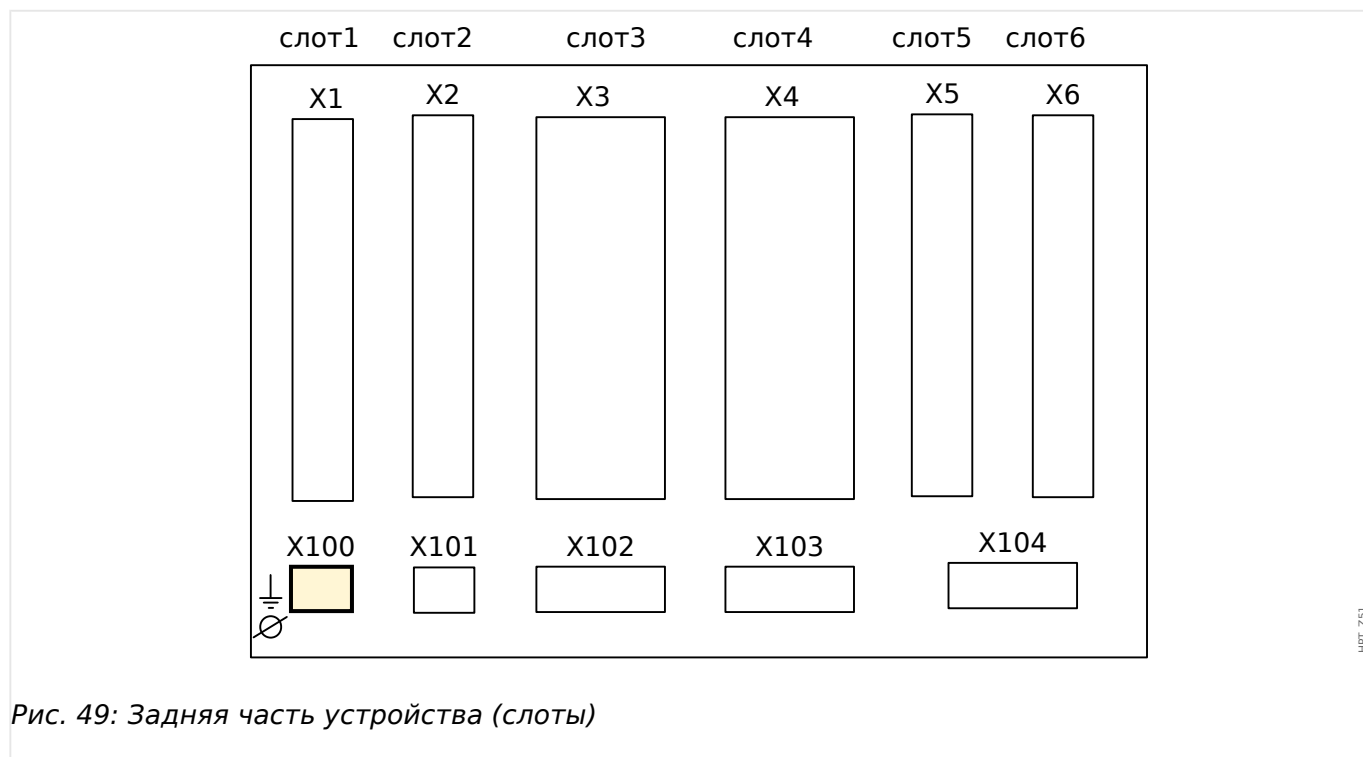 слот1 слот2 слот3 слот4 слот5 слот6
X1 X2 X3 X4 X5 X6
X100 X101 X102 X103 X104
Рис. 49: Задняя часть устройства (слоты)